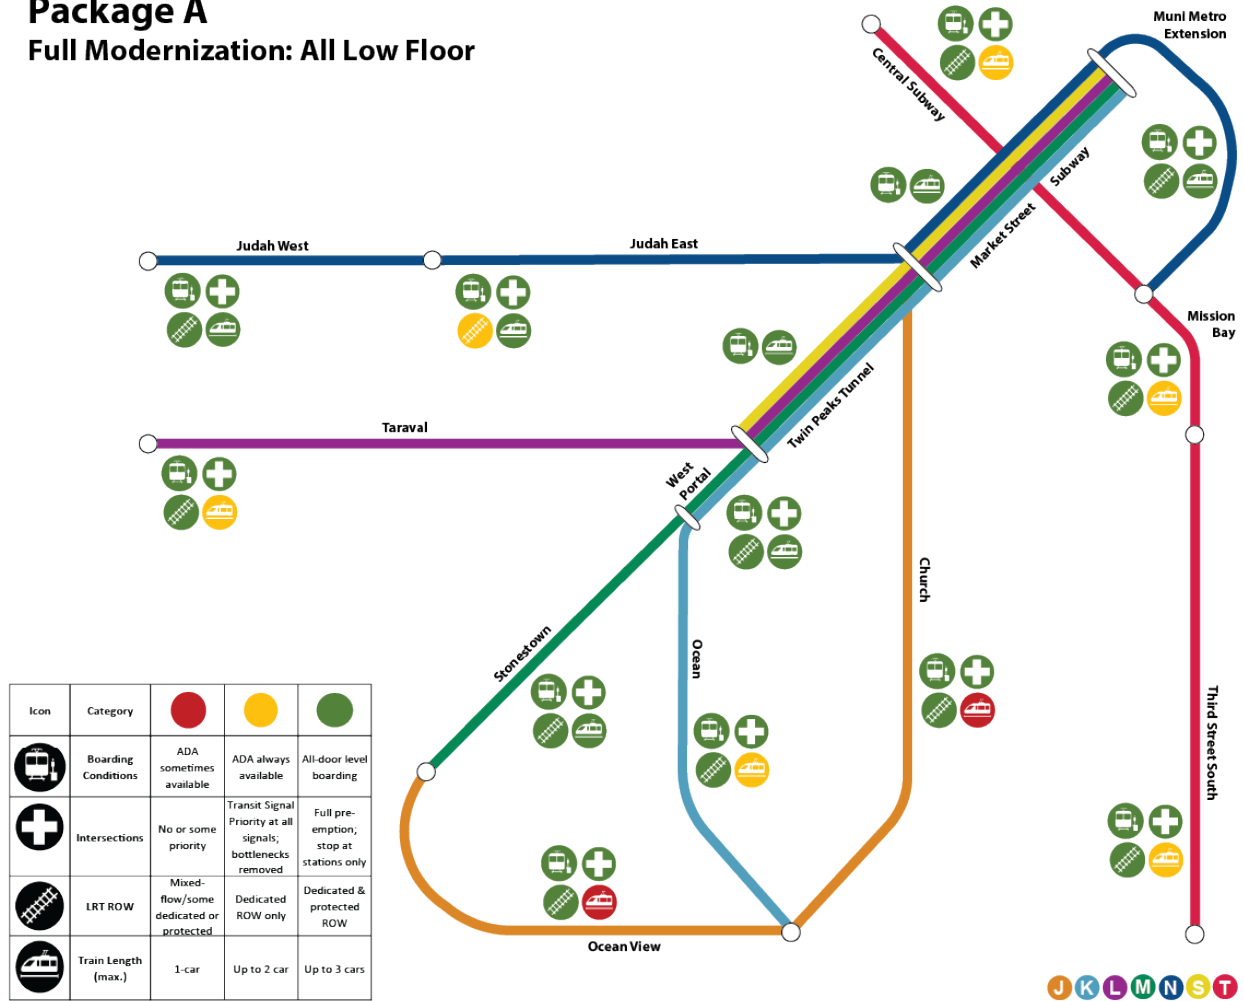 Package A
Full Modernization: All Low Floor
Muni Metro
Extension
Central Subway
Subway
Market Street
Judah West
Judah East
Mission
Bay
Twin Peaks Tunnel
Taraval
West
Portal
Church
Stonestown
Ocean
Third Street South
Ocean View
Icon
Category
Boarding
Conditions
ADA
sometimes
available
ADA always
available
All-door level
boarding
Intersections
No or some
priority
Transit Signal
Priority at all
signals;
bottlenecks
removed
Full pre-
emption;
stop at
stations only
LRT ROW
Mixed-
flow/some
dedicated or
protected
Dedicated
ROW only
Dedicated &
protected
ROW
Train Length
(max.)
1-car
Up to 2 car
Up to 3 cars
J K L M N S T